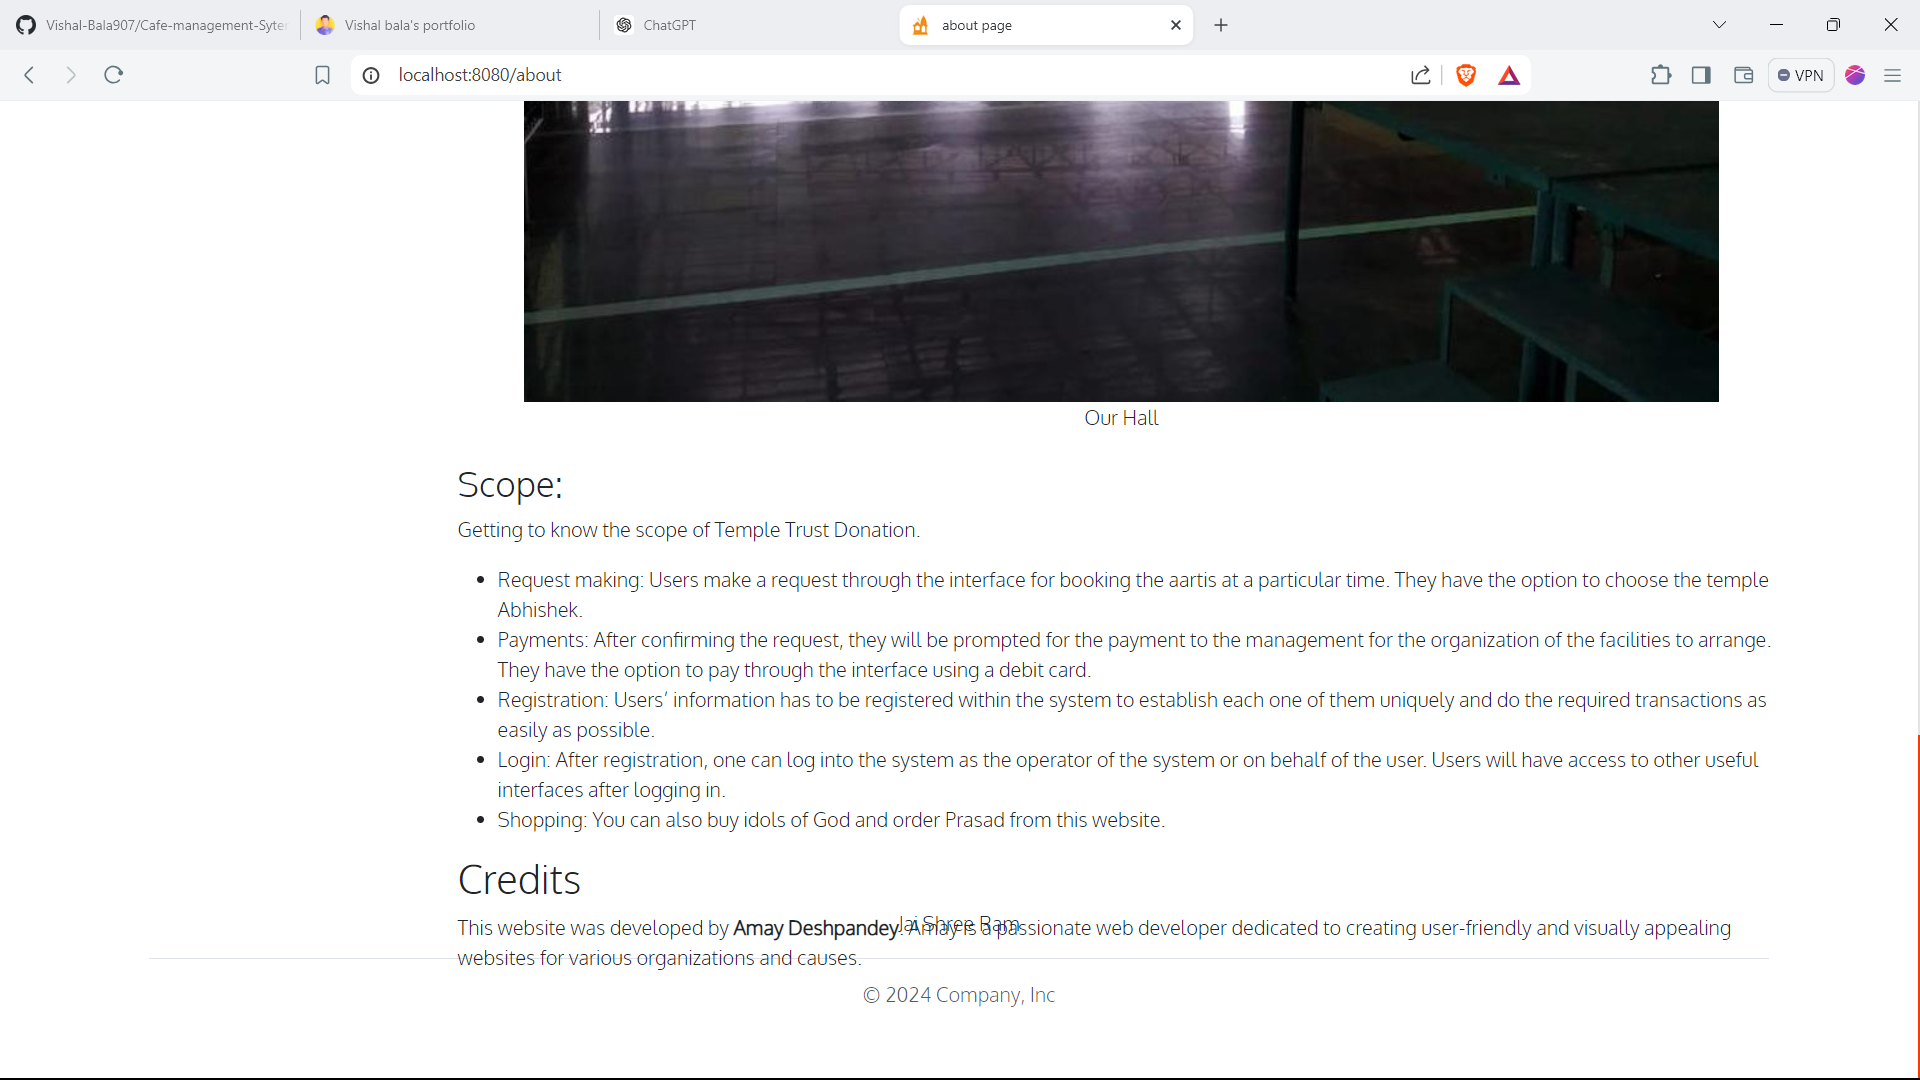 Vishal-Bala907/Cafe-management-Syte
Vishal bala's portfolio
ChatGPT
about page
localhost:8080/about
VPN
Our Hall
Scope:
Getting to know the scope of Temple Trust Donation.
Request making: Users make a request through the interface for booking the aartis at a particular time. They have the option to choose the temple
Abhishek.
Payments: After confirming the request, they will be prompted for the payment to the management for the organization of the facilities to arrange.
They have the option to pay through the interface using a debit card.
Registration: Users’ information has to be registered within the system to establish each one of them uniquely and do the required transactions as
easily as possible.
Login: After registration, one can log into the system as the operator of the system or on behalf of the user. Users will have access to other useful
interfaces after logging in.
Shopping: You can also buy idols of God and order Prasad from this website.
Credits
Jai Shree Ram
This website was developed by Amay Deshpandey. Amay is a passionate web developer dedicated to creating user-friendly and visually appealing
websites for various organizations and causes.
© 2024 Company, Inc